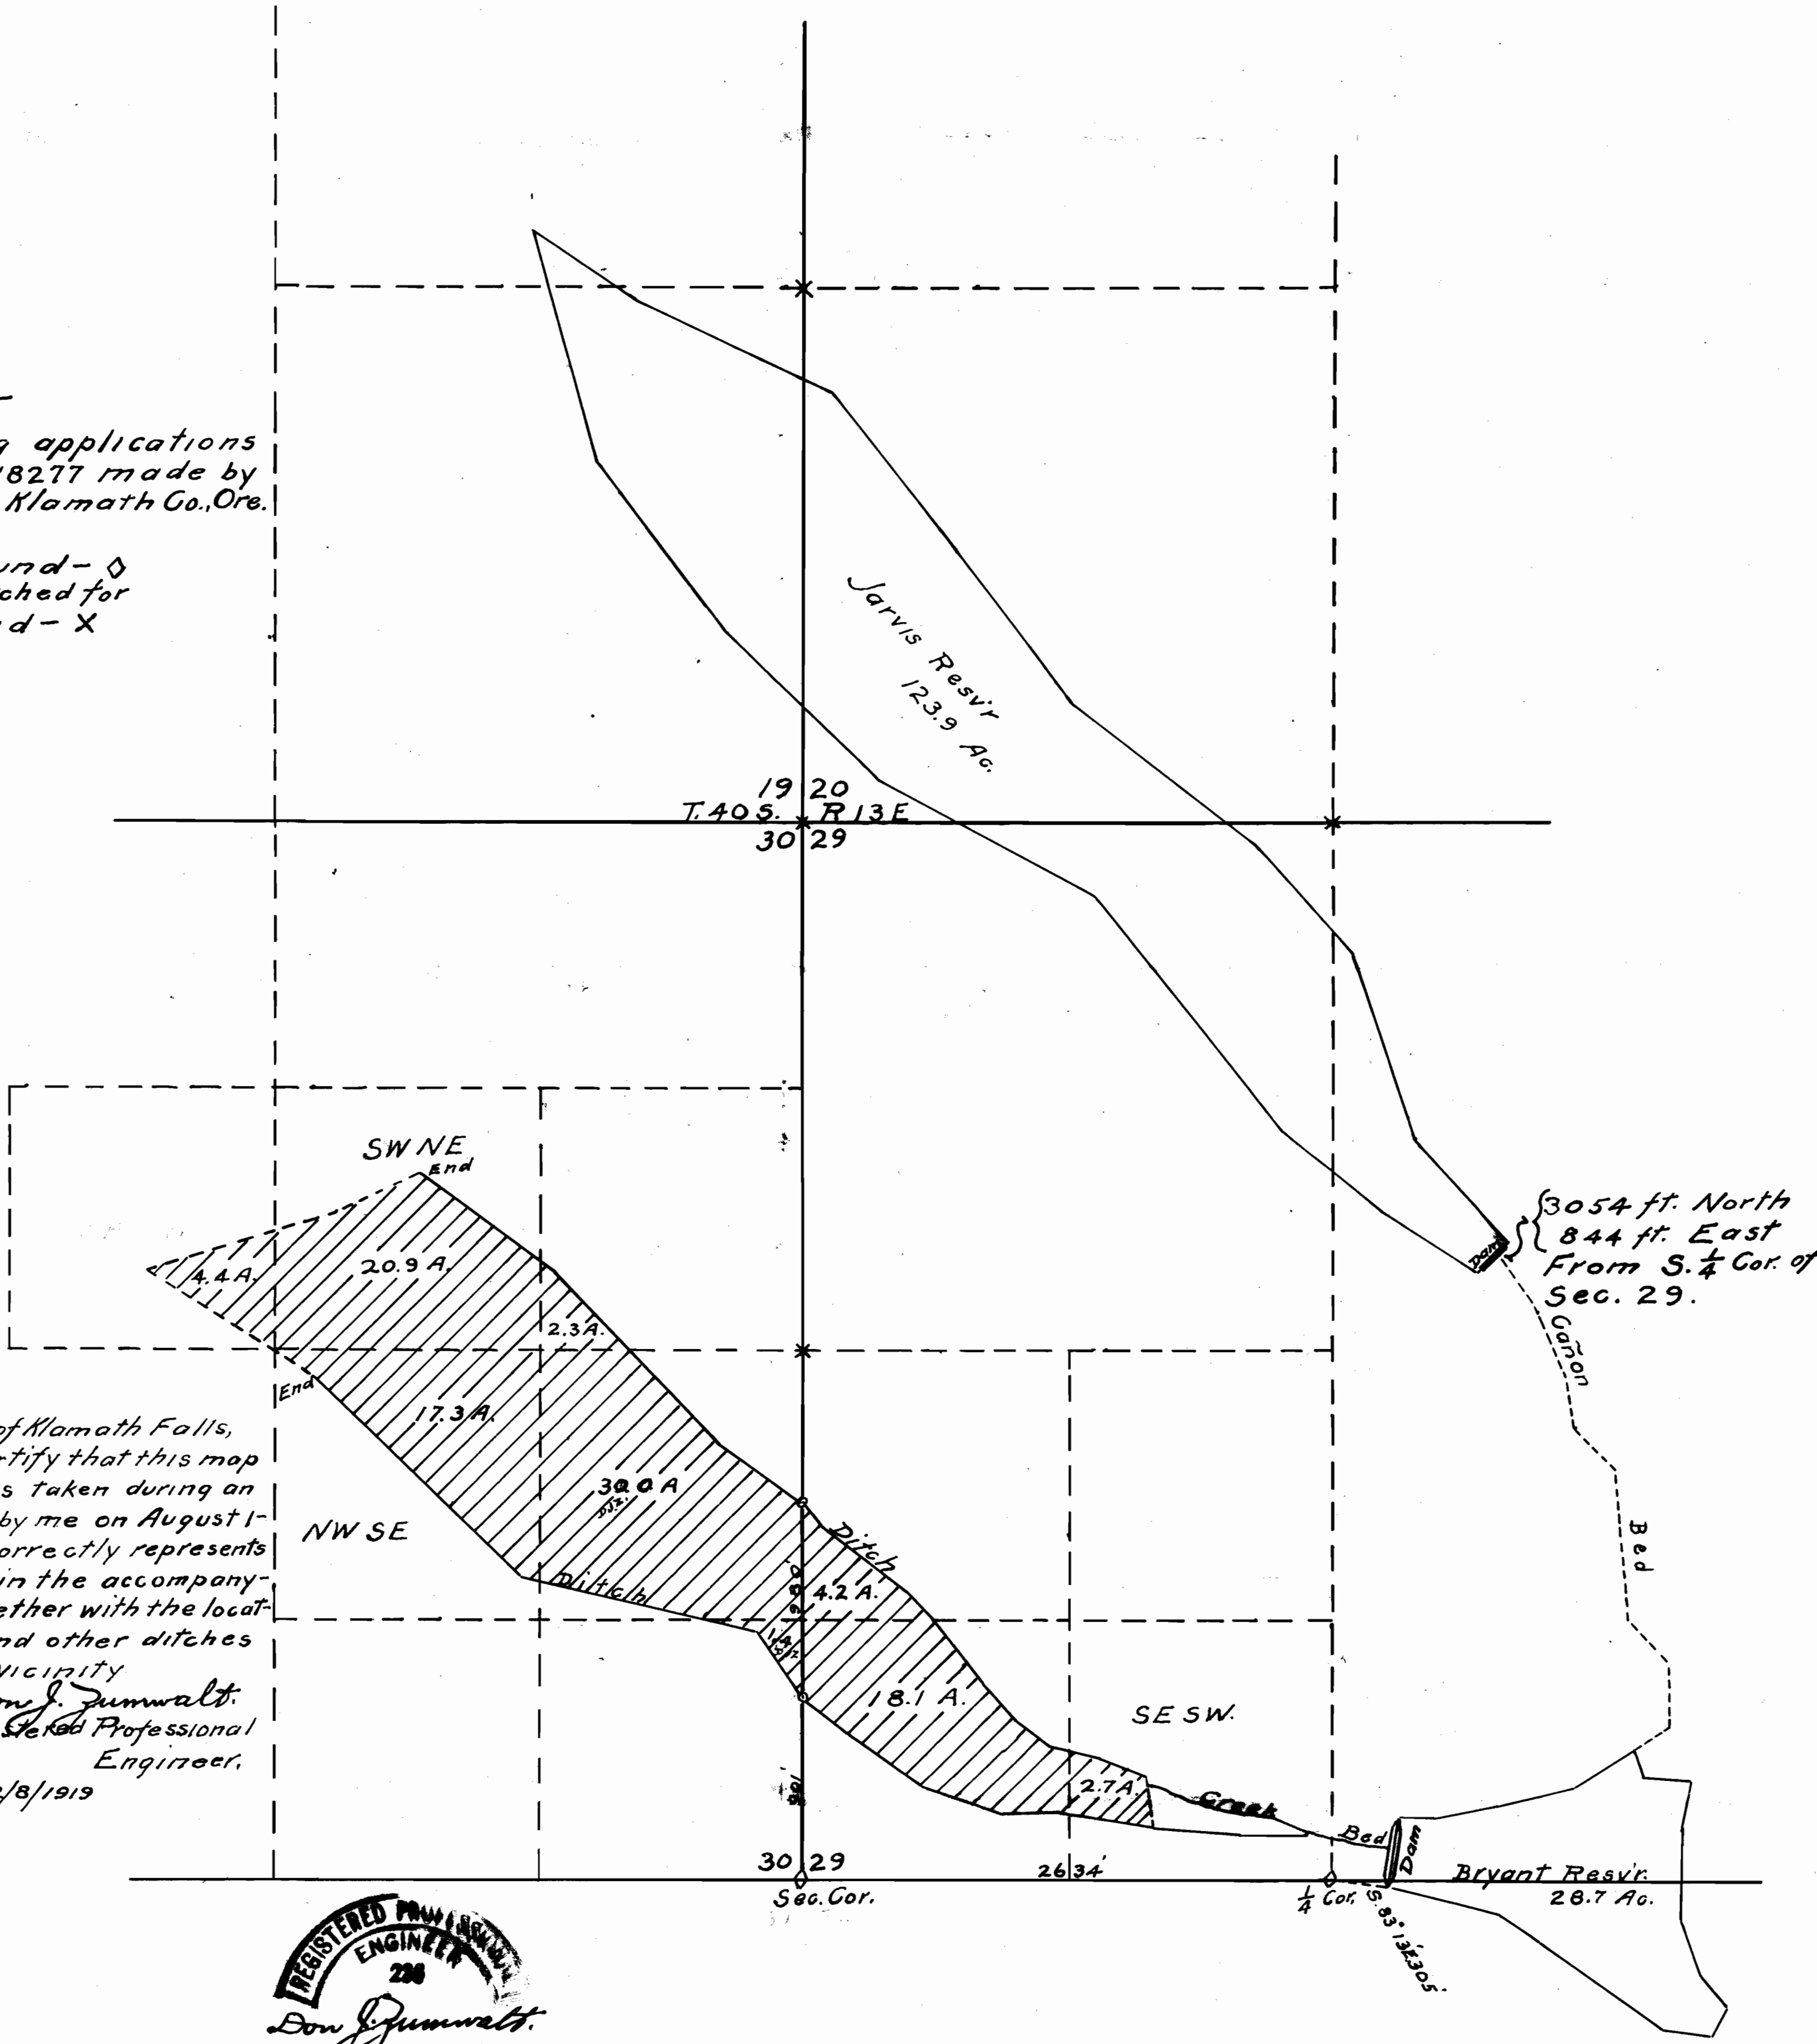 applications
18277 made by
Klamath Co., Ore.
und - ◊
ched for
d - X
Jarvis Resv'r
123.9 Ac.
19 20
T. 40 S. R 13 E
30 29
SW NE
End
4.4 A.
20.9 A.
2.3 A.
3054 ft. North
844 ft. East
From S. ¼ Cor. of
Sec. 29.
Dam
Cañon
Bed
End
17.3 A.
30.0 A
D.J.Z.
NW SE
Ditch
Ditch
4.2 A.
1.4
18.1 A.
SE SW.
2.7 A.
Creek
Bed
Dam
of Klamath Falls,
rtify that this map
s taken during an
by me on August 1-
orrectly represents
in the accompany-
ether with the locat-
nd other ditches
vicinity
Don J. Zumwalt.
stered Professional
Engineer.
/8/1919
30 29
Sec. Cor.
2634'
¼ Cor.
S. 83° 13' E. 305'
Bryant Resv'r.
28.7 Ac.
REGISTERED
ENGINEER
236
Don J. Zumwalt.